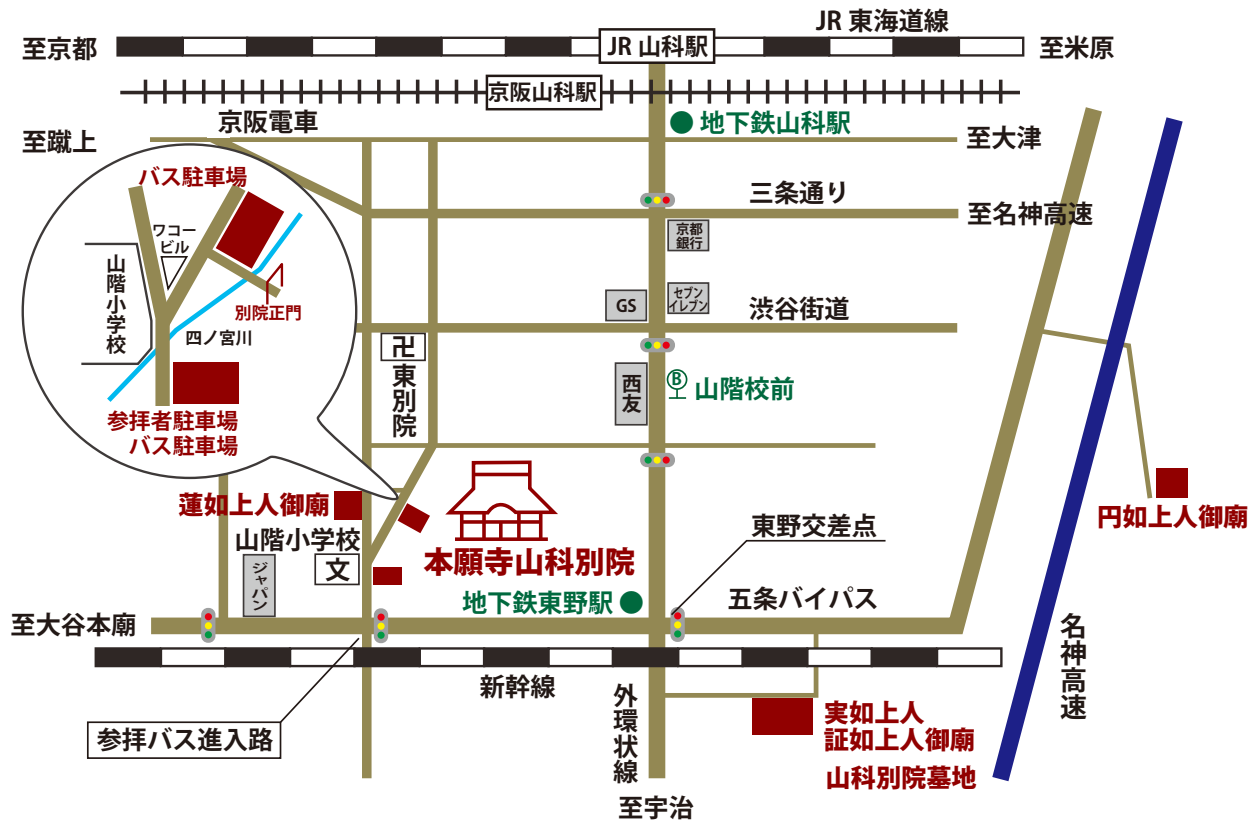 JR 東海道線
至京都
JR 山科駅
至米原
京阪山科駅
京阪電車
地下鉄山科駅
至蹴上
至大津
バス駐車場
三条通り
至名神高速
ワコー
ビル
京都
銀行
山階小学校
別院正門
GS
セブン
イレブン
渋谷街道
四ノ宮川
卍
東別院
西友
B
山階校前
参拝者駐車場
バス駐車場
蓮如上人御廟
円如上人御廟
山階小学校
文
ジャパン
本願寺山科別院
東野交差点
地下鉄東野駅
五条バイパス
至大谷本廟
名神高速
新幹線
外環状線
参拝バス進入路
実如上人
証如上人御廟
山科別院墓地
至宇治